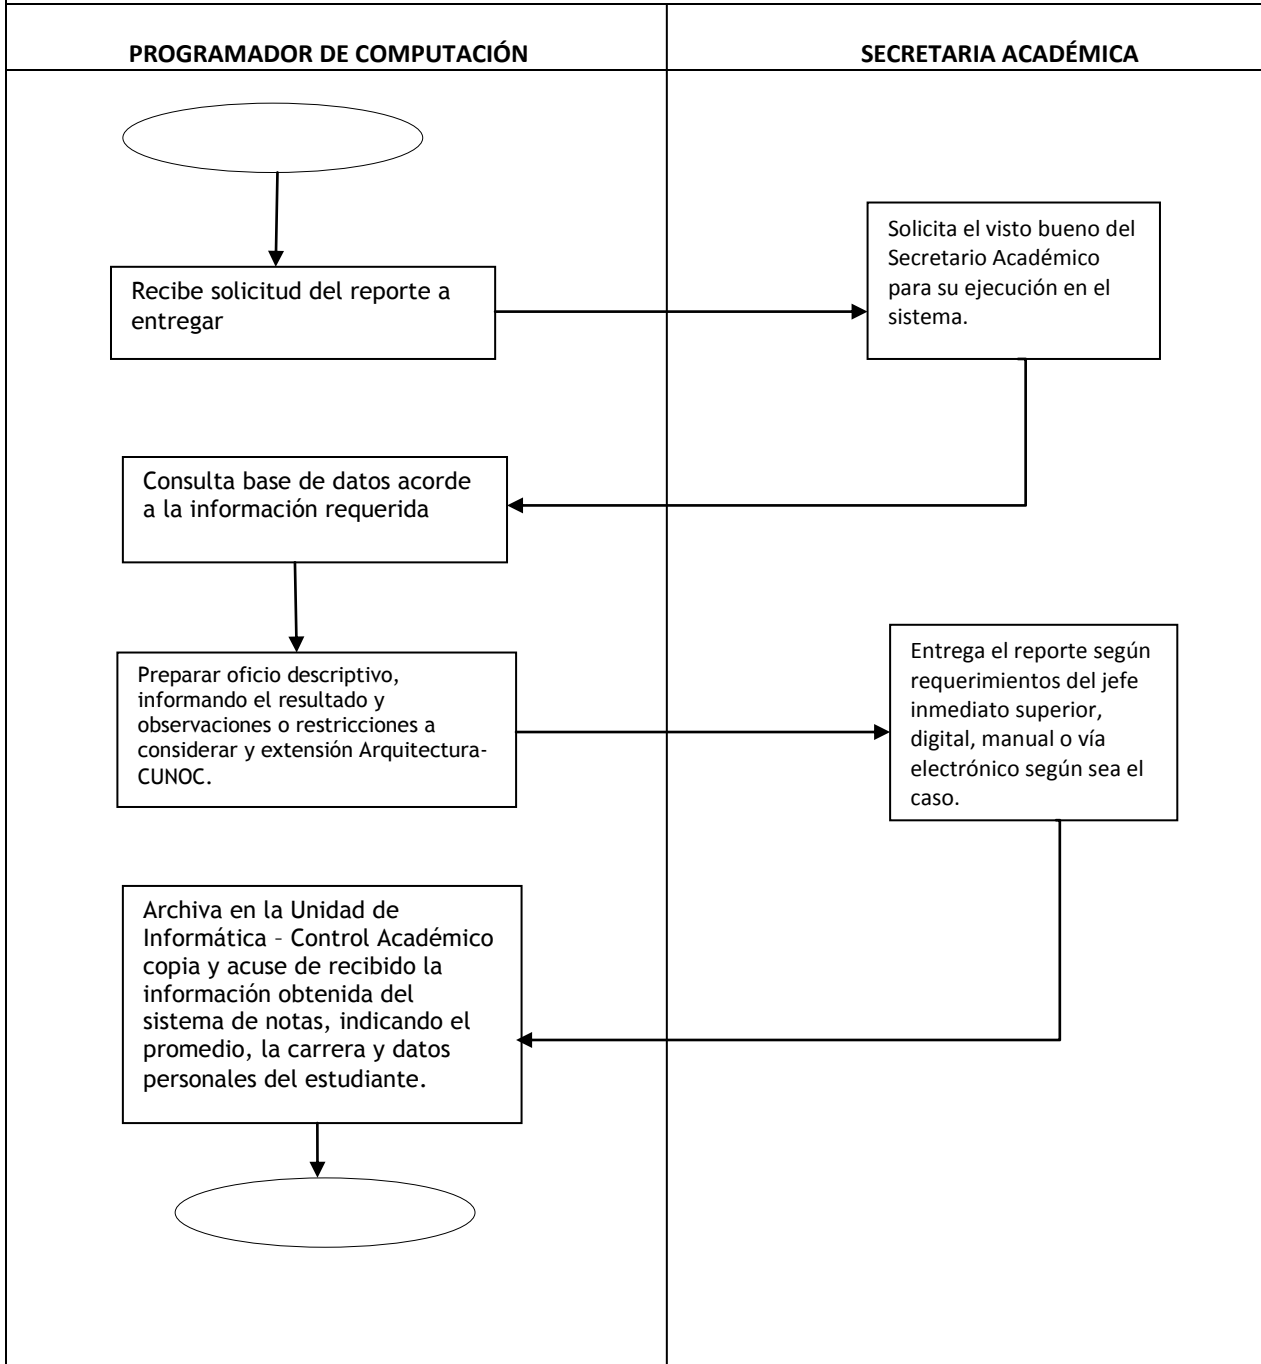 PROGRAMADOR DE COMPUTACIÓN
SECRETARIA ACADÉMICA
Recibe solicitud del reporte a
entregar
Solicita el visto bueno del
Secretario Académico
para su ejecución en el
sistema.
Consulta base de datos acorde
a la información requerida
Preparar oficio descriptivo,
informando el resultado y
observaciones o restricciones a
considerar y extensión Arquitectura-
CUNOC.
Entrega el reporte según
requerimientos del jefe
inmediato superior,
digital, manual o vía
electrónico según sea el
caso.
Archiva en la Unidad de
Informática – Control Académico
copia y acuse de recibido la
información obtenida del
sistema de notas, indicando el
promedio, la carrera y datos
personales del estudiante.